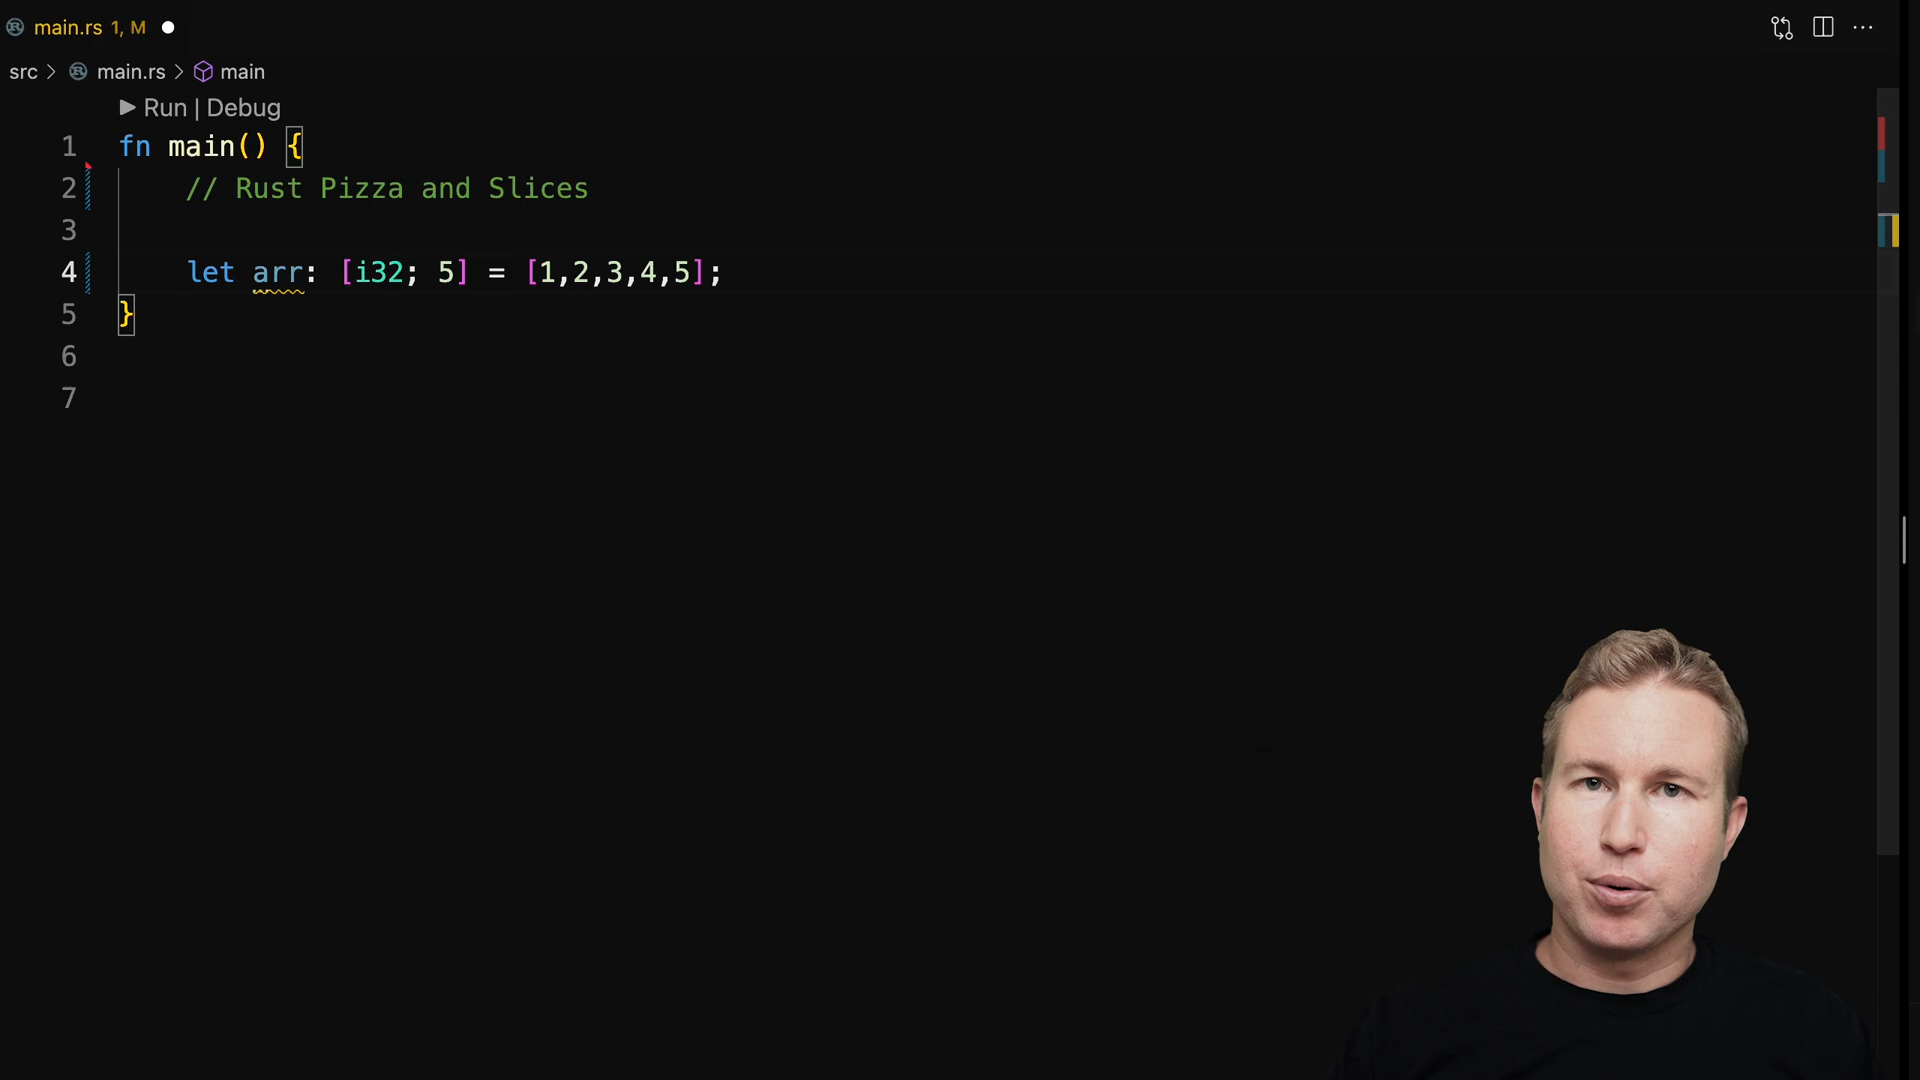 main.rs 1, M
src > main.rs > main
Run | Debug
1 fn main() {
2 // Rust Pizza and Slices
3
4 let arr: [i32; 5] = [1,2,3,4,5];
5 }
6
7